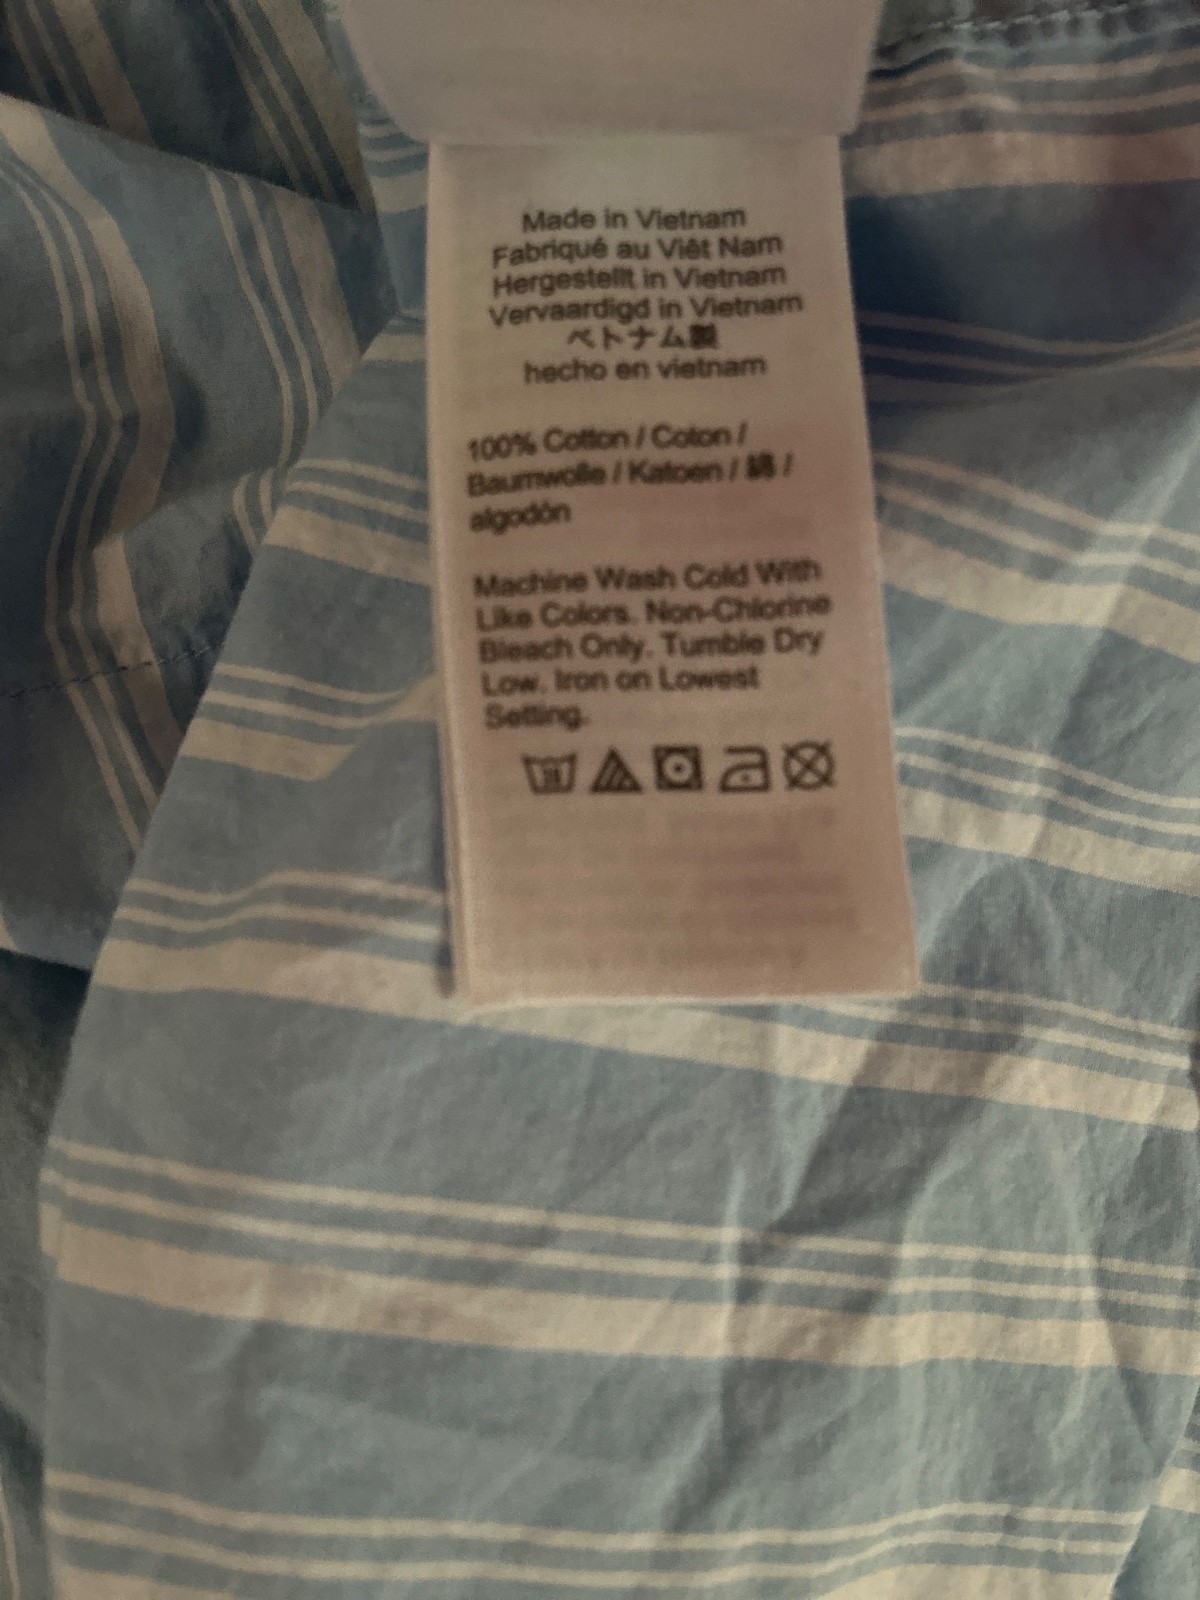 Made in Vietnam
Fabriqué au Viêt Nam
Hergestellt in Vietnam
Vervaardigd in Vietnam
ベトナム製
hecho en vietnam
100% Cotton / Coton /
Baumwolle / Katoen / 綿 /
algodón
Machine Wash Cold With
Like Colors. Non-Chlorine
Bleach Only. Tumble Dry
Low. Iron on Lowest
Setting.